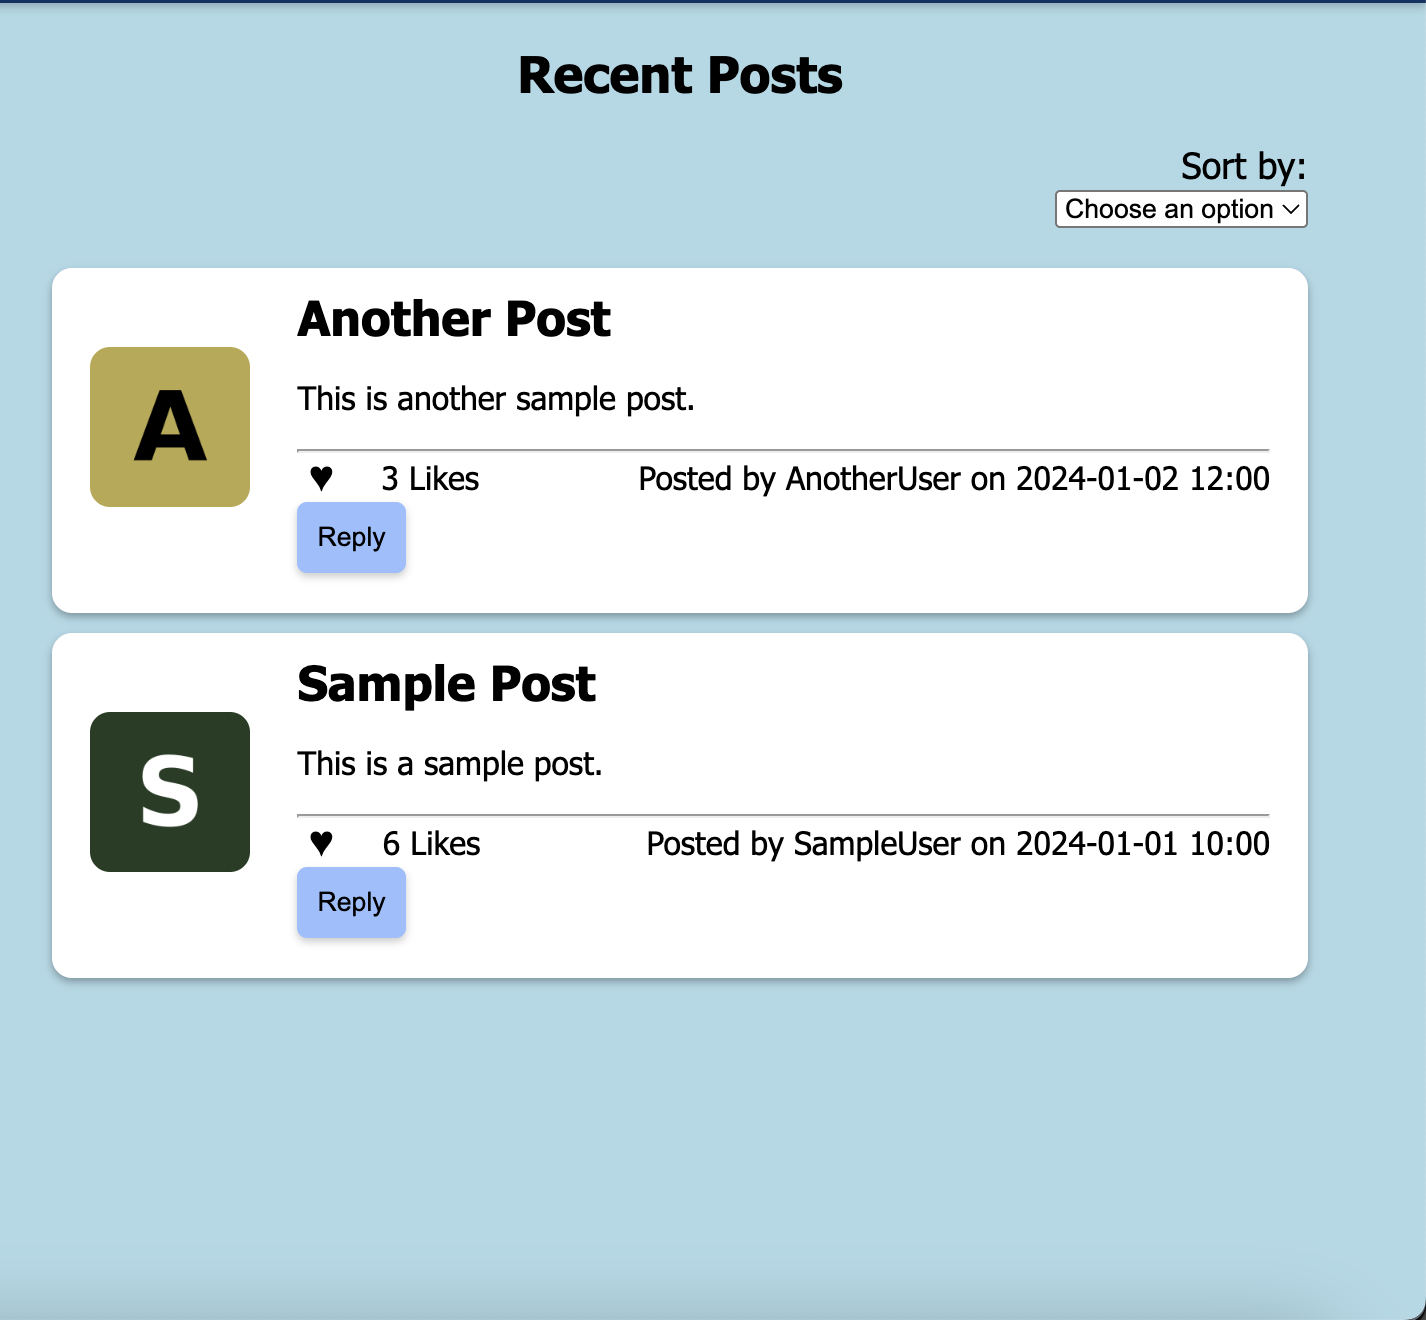 Recent Posts
Sort by:
Choose an option
Another Post
A
This is another sample post.
♥ 3 Likes Posted by AnotherUser on 2024-01-02 12:00
Reply
Sample Post
S
This is a sample post.
♥ 6 Likes Posted by SampleUser on 2024-01-01 10:00
Reply